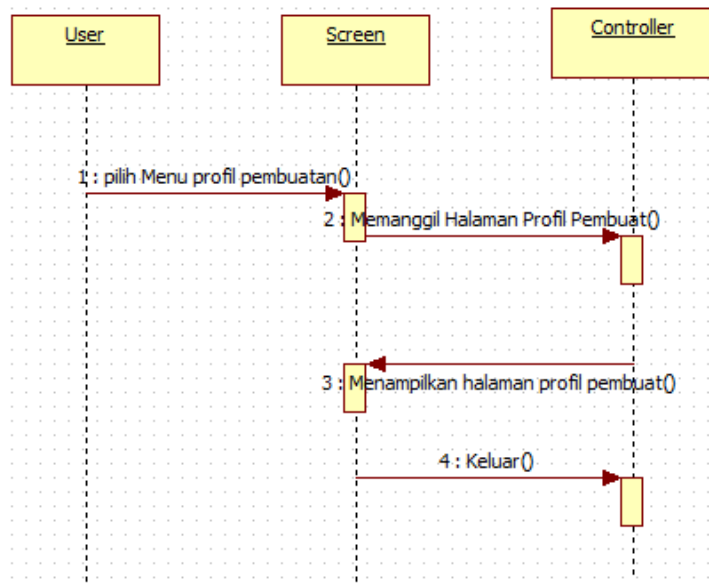 User
Screen
Controller
1 : pilih Menu profil pembuatan()
2 : Memanggil Halaman Profil Pembuat()
3 : Menampilkan halaman profil pembuat()
4 : Keluar()